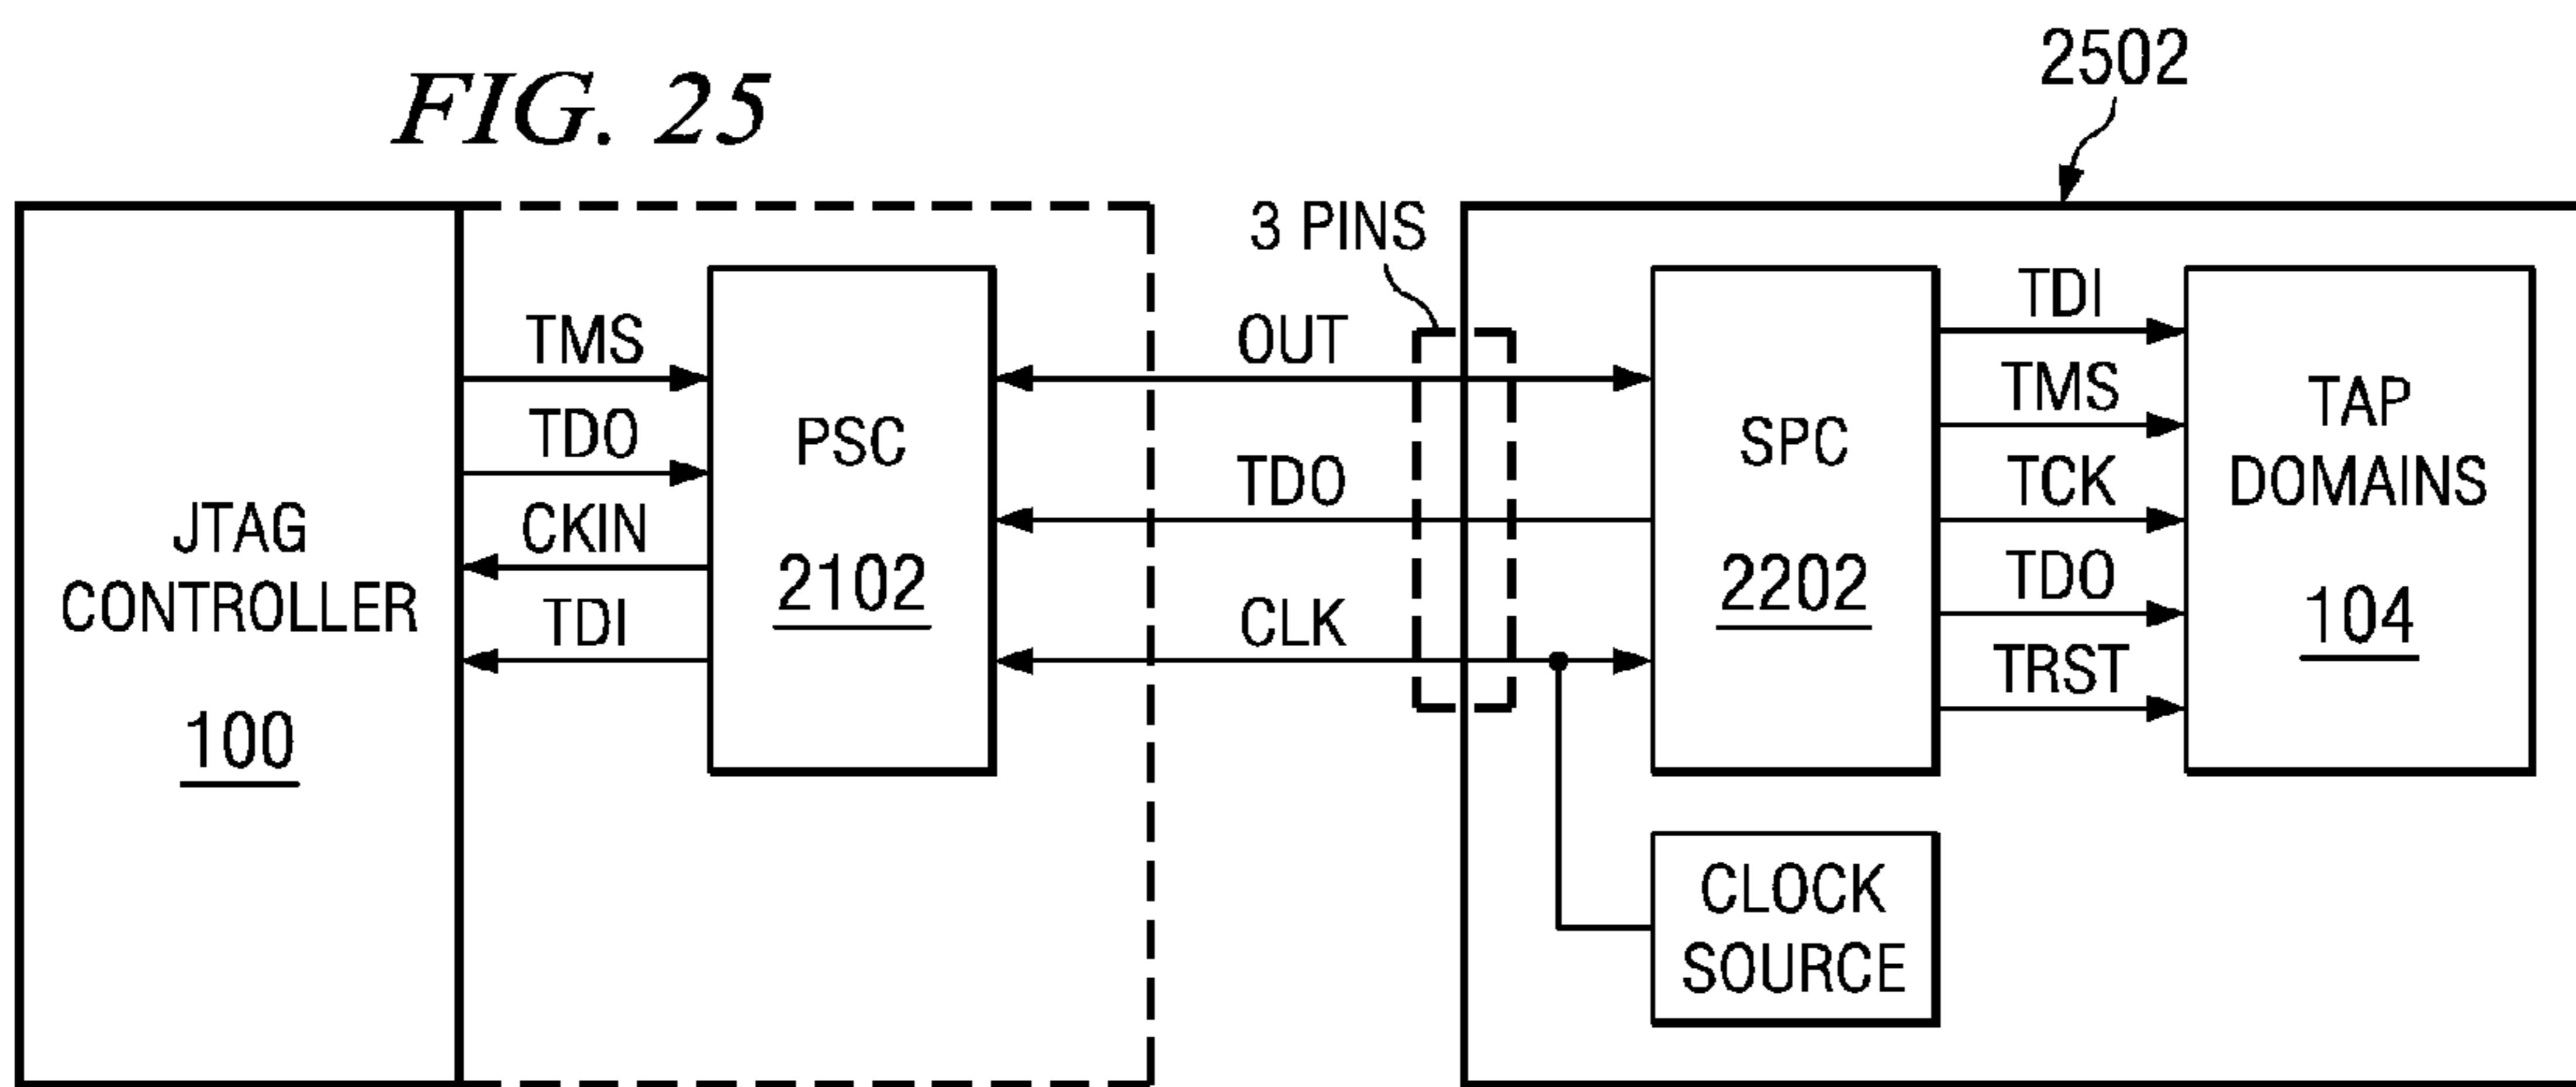 FIG. 25
2502
3 PINS
JTAG
CONTROLLER
100
TMS
TDO
CKIN
TDI
PSC
2102
OUT
TDO
CLK
SPC
2202
TDI
TMS
TCK
TDO
TRST
TAP
DOMAINS
104
CLOCK
SOURCE